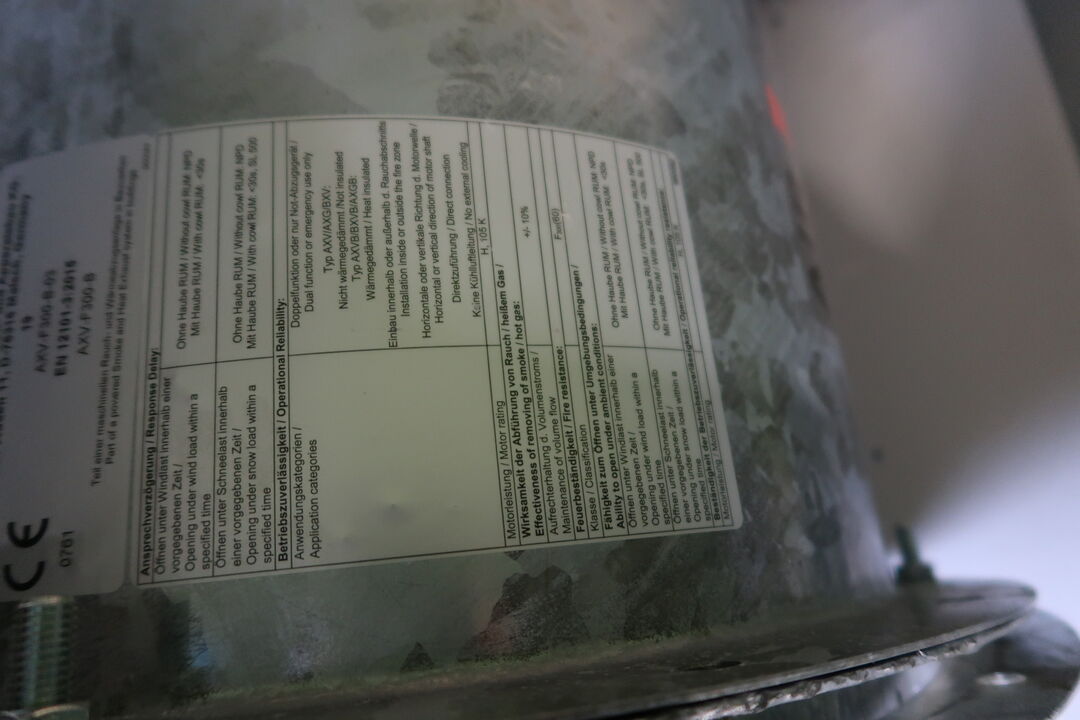 D-76316 Malsch, Germany
19
AXV-F300-B-03
EN 12101-3:2015
AXV-F300-B
Teil einer maschinellen Rauch- und Wärmeabzugsanlage in Bauwerken
Part of a powered Smoke and Heat Exhaust system in buildings
CE
0761
Ansprechverzögerung / Response Delay:
Öffnen unter Windlast innerhalb einer
vorgegebenen Zeit /
Opening under wind load within a
specified time
Ohne Haube RUM / Without cowl RUM: NPD
Mit Haube RUM / With cowl RUM: <30s
Öffnen unter Schneelast innerhalb
einer vorgegebenen Zeit /
Opening under snow load within a
specified time
Ohne Haube RUM / Without cowl RUM: NPD
Mit Haube RUM / With cowl RUM: <30s, SL 500
Betriebszuverlässigkeit / Operational Reliability:
Anwendungskategorien /
Application categories
Doppelfunktion oder nur Not-Abzugsgerät /
Dual function or emergency use only
Typ AXV/AXG/BXV:
Nicht wärmegedämmt /Not insulated
Typ AXVB/BXVB/AXGB:
Wärmegedämmt / Heat insulated
Einbau innerhalb oder außerhalb d. Rauchabschnitts
Installation inside or outside the fire zone
Horizontale oder vertikale Richtung d. Motorwelle /
Horizontal or vertical direction of motor shaft
Direktzuführung / Direct connection
Keine Kühlluftleitung / No external cooling
Motorleistung / Motor rating
H, 105 K
Wirksamkeit der Abführung von Rauch / heißem Gas /
Effectiveness of removing of smoke / hot gas:
Aufrechterhaltung d. Volumenstroms /
Maintenance of volume flow
+/- 10%
Feuerbeständigkeit / Fire resistance:
Klasse / Classification
Fähigkeit zum Öffnen unter Umgebungsbedingungen /
Ability to open under ambient conditions:
Öffnen unter Windlast innerhalb einer
vorgegebenen Zeit /
Opening under wind load within a
specified time
Ohne Haube RUM / Without cowl RUM: NPD
Mit Haube RUM / With cowl RUM: <30s
Öffnen unter Schneelast innerhalb
einer vorgegebenen Zeit /
Opening under snow load within a
specified time
Ohne Haube RUM / Without cowl RUM: NPD
Mit Haube RUM / With cowl RUM: <30s, SL 500
Beständigkeit der Betriebszuverlässigkeit / Operational reliability
Motorleistung / Motor rating
H, 105 K